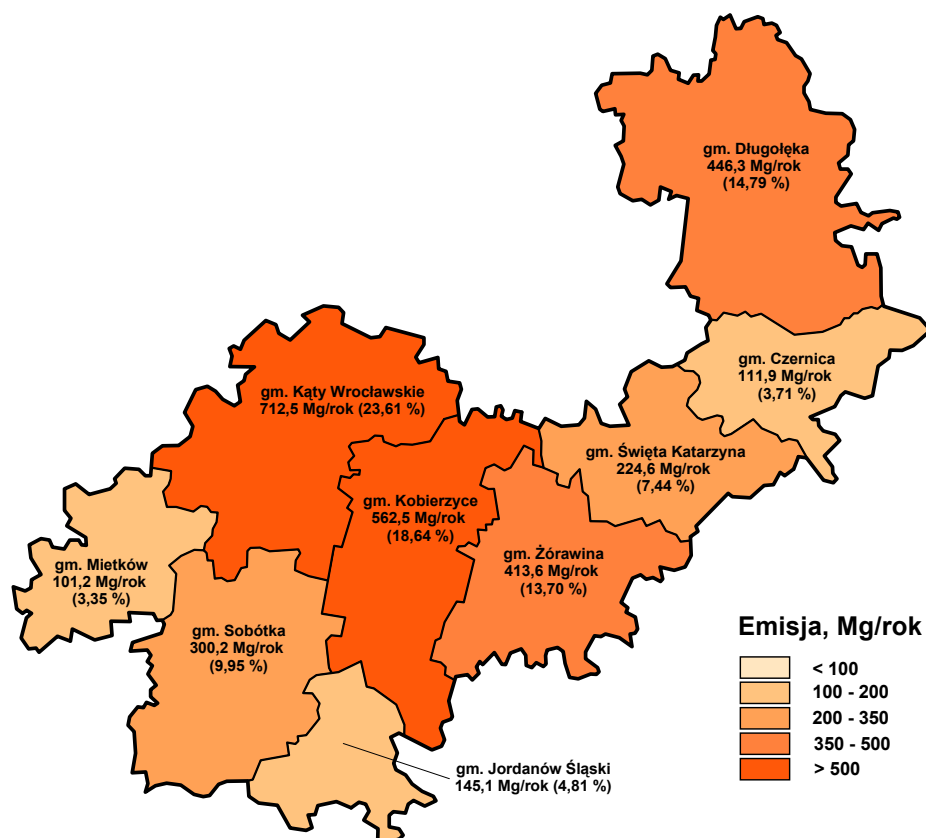 gm. Długołęka
446,3 Mg/rok
(14,79 %)
gm. Czernica
111,9 Mg/rok
(3,71 %)
gm. Kąty Wrocławskie
712,5 Mg/rok (23,61 %)
gm. Święta Katarzyna
224,6 Mg/rok
(7,44 %)
gm. Kobierzyce
562,5 Mg/rok
(18,64 %)
gm. Żórawina
413,6 Mg/rok
(13,70 %)
gm. Mietków
101,2 Mg/rok
(3,35 %)
gm. Sobótka
300,2 Mg/rok
(9,95 %)
gm. Jordanów Śląski
145,1 Mg/rok (4,81 %)
Emisja, Mg/rok
< 100
100 - 200
200 - 350
350 - 500
> 500